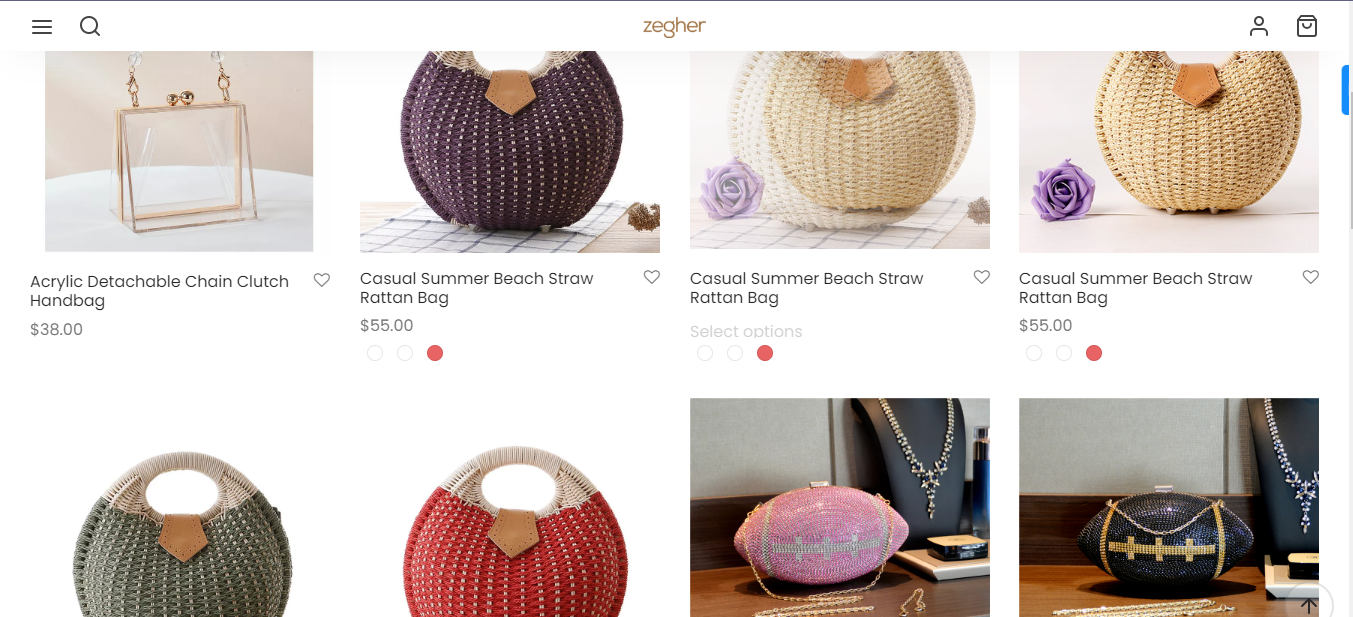 zegher
Acrylic Detachable Chain Clutch
Handbag
$38.00
Casual Summer Beach Straw
Rattan Bag
$55.00
Casual Summer Beach Straw
Rattan Bag
Select options
Casual Summer Beach Straw
Rattan Bag
$55.00